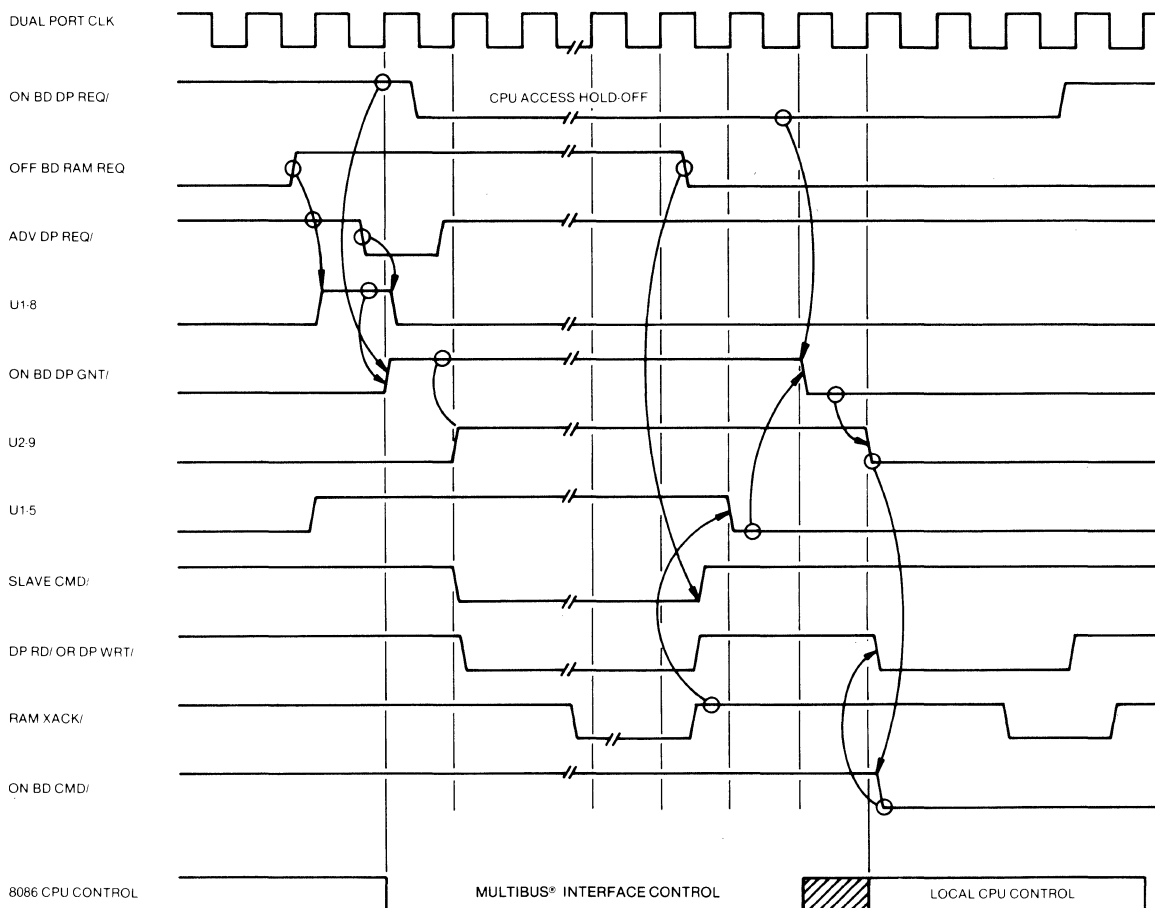 DUAL PORT CLK
ON BD DP REQ/
CPU ACCESS HOLD-OFF
OFF BD RAM REQ
ADV DP REQ/
U1-8
ON BD DP GNT/
U2-9
U1-5
SLAVE CMD/
DP RD/ OR DP WRT/
RAM XACK/
ON BD CMD/
8086 CPU CONTROL
MULTIBUS® INTERFACE CONTROL
LOCAL CPU CONTROL